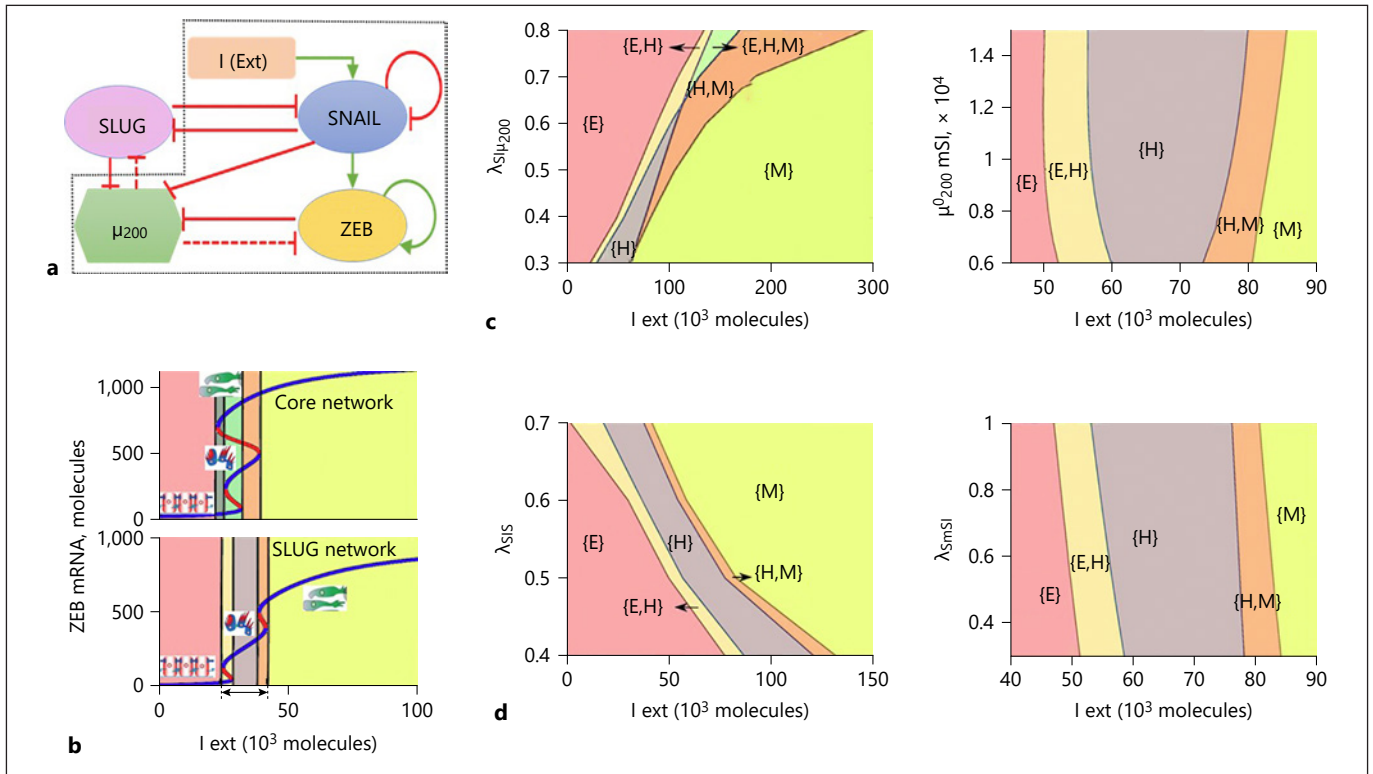 I (Ext)
SLUG
SNAIL
μ200
ZEB
a
0.8
0.7
0.6
0.5
0.4
0.3
λSlμ200
{E,H}
{E,H,M}
{H,M}
{E}
{M}
{H}
0
100
200
300
I ext (10³ molecules)
c
1.4
1.2
1
0.8
0.6
μ⁰200 mSl, × 10⁴
{H}
{E,H}
{E}
{H,M}
{M}
50
60
70
80
90
I ext (10³ molecules)
1,000
500
0
Core network
ZEB mRNA, molecules
1,000
500
0
SLUG network
0
50
100
I ext (10³ molecules)
b
0.7
0.6
0.5
0.4
λSlS
{M}
{E}
{H}
{H,M}
{E,H}
0
50
100
150
I ext (10³ molecules)
d
1
0.8
0.6
0.4
λSmSl
{M}
{H}
{E,H}
{E}
{H,M}
40
50
60
70
80
90
I ext (10³ molecules)